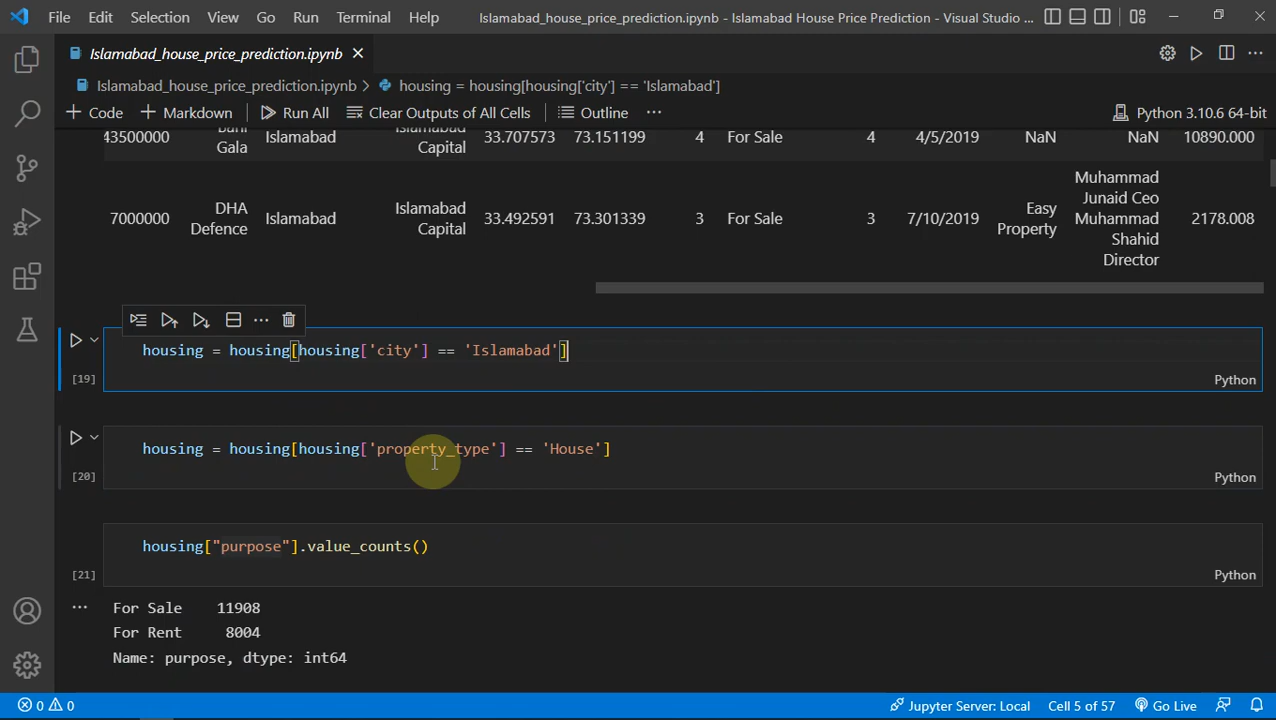 File Edit Selection View Go Run Terminal Help Islamabad_house_price_prediction.ipynb - Islamabad House Price Prediction - Visual Studio ...
Islamabad_house_price_prediction.ipynb
Islamabad_house_price_prediction.ipynb > housing = housing[housing['city'] == 'Islamabad']
+ Code + Markdown Run All Clear Outputs of All Cells Outline ... Python 3.10.6 64-bit
43500000 Bani Gala Islamabad Islamabad Capital 33.707573 73.151199 4 For Sale 4 4/5/2019 NaN NaN 10890.000
7000000 DHA Defence Islamabad Islamabad Capital 33.492591 73.301339 3 For Sale 3 7/10/2019 Easy Property Muhammad Junaid Ceo Muhammad Shahid Director 2178.008
housing = housing[housing['city'] == 'Islamabad']
[19] Python
housing = housing[housing['property_type'] == 'House']
[20] Python
housing["purpose"].value_counts()
[21] Python
... For Sale 11908
For Rent 8004
Name: purpose, dtype: int64
0 0 Jupyter Server: Local Cell 5 of 57 Go Live